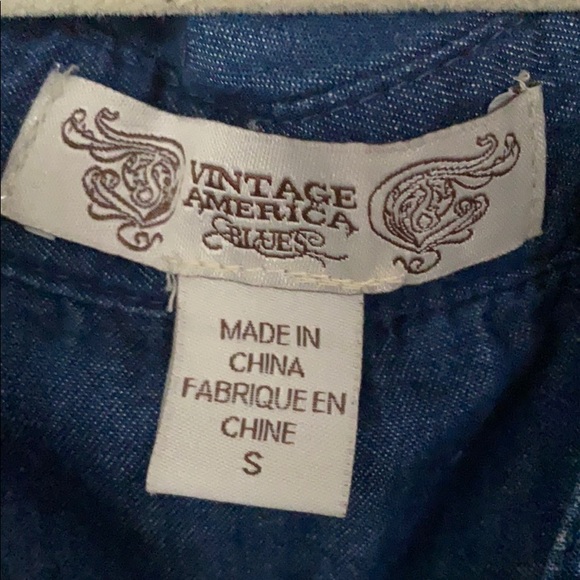 VINTAGE
AMERICA
BLUES
MADE IN
CHINA
FABRIQUE EN
CHINE
S